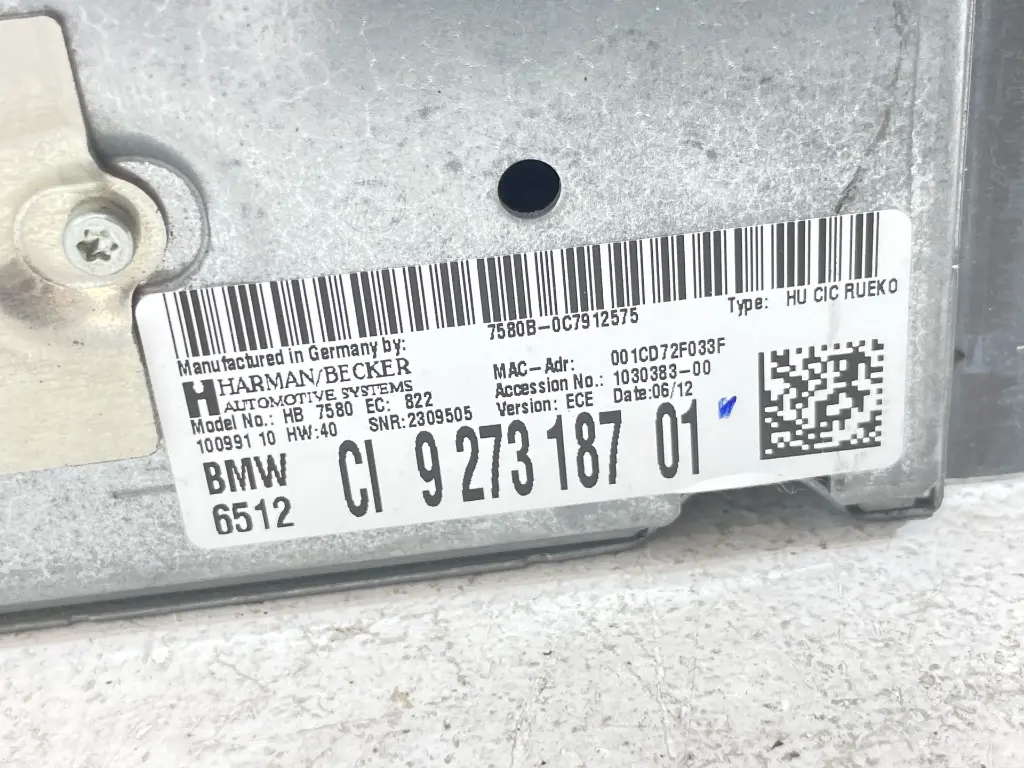 7580B-0C7912575
Type: HU CIC RUEKO
Manufactured in Germany by:
HARMAN/BECKER
AUTOMOTIVE SYSTEMS
MAC-Adr: 001CD72F033F
Accession No.: 1030383-00
Version: ECE Date:06/12
Model No.: HB 7580 EC: 822
100991 10 HW:40 SNR:2309505
BMW
6512
CI 9 273 187 01